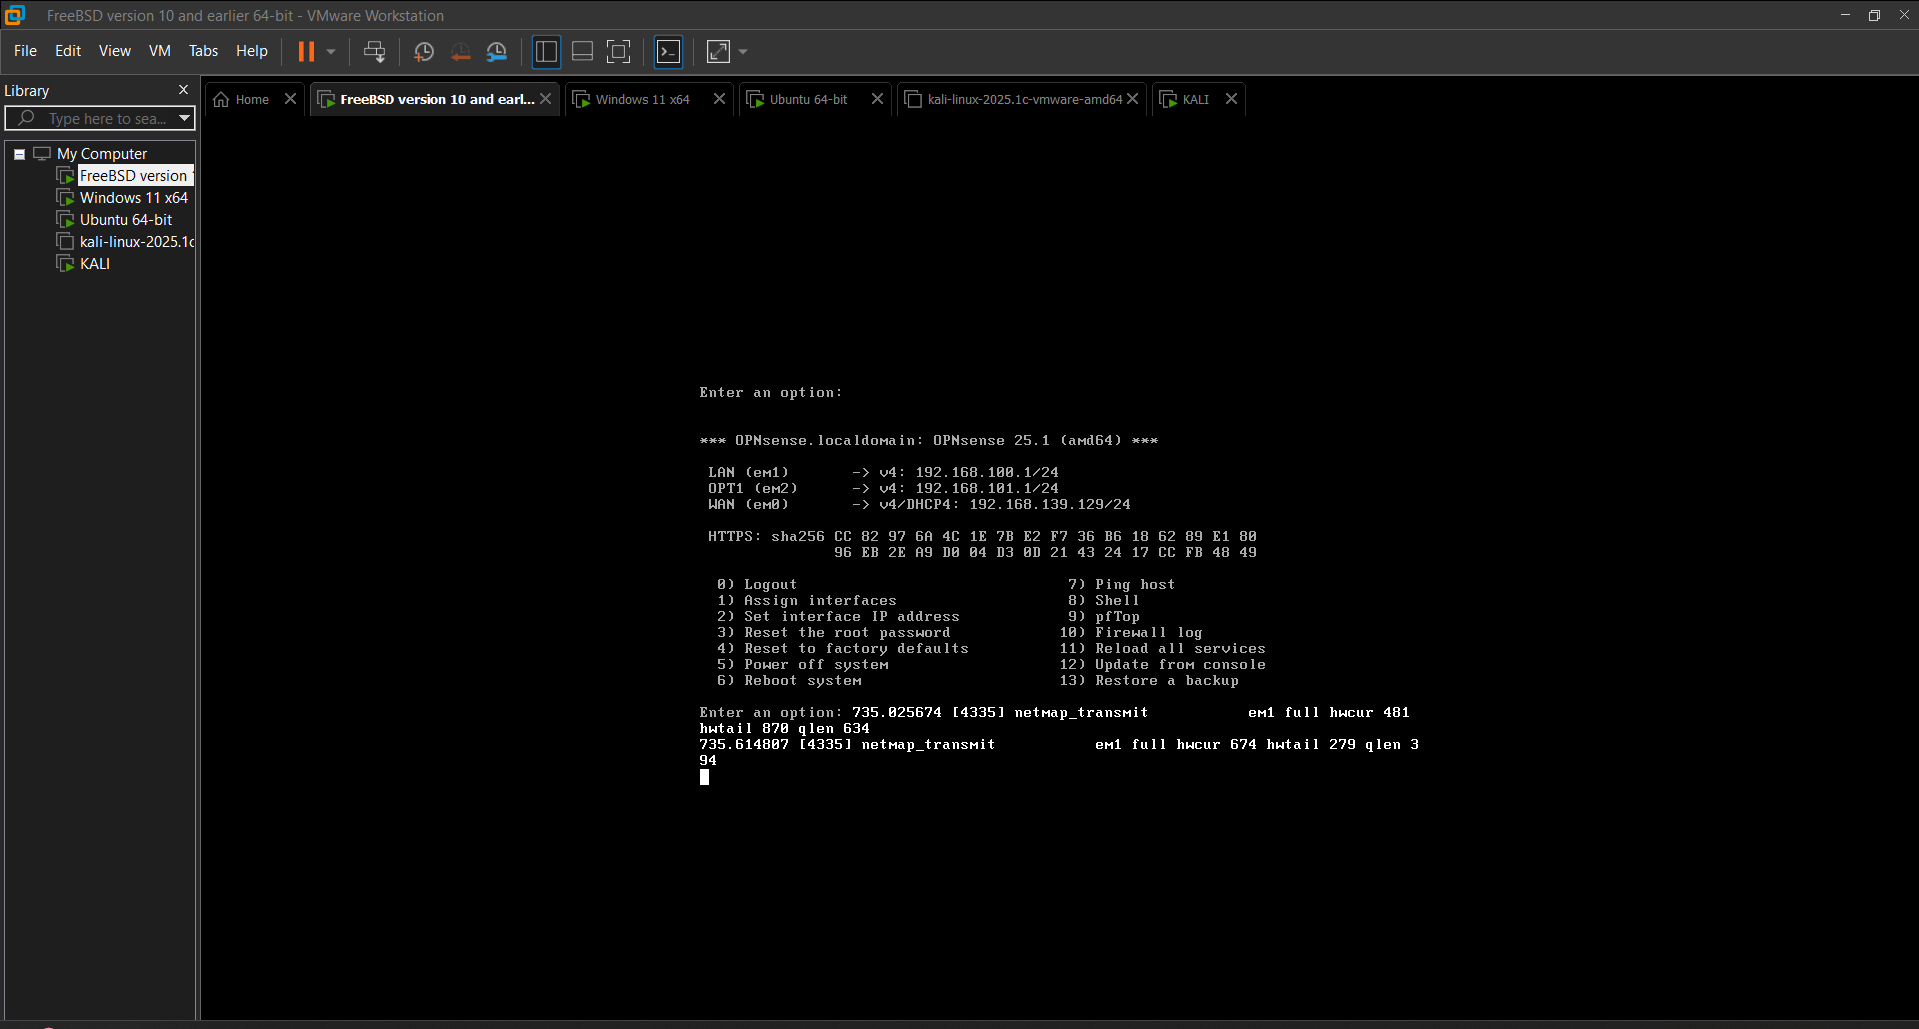 FreeBSD version 10 and earlier 64-bit - VMware Workstation
File Edit View VM Tabs Help
Library
Type here to sea...
My Computer
FreeBSD version
Windows 11 x64
Ubuntu 64-bit
kali-linux-2025.1c
KALI
Home
FreeBSD version 10 and earl...
Windows 11 x64
Ubuntu 64-bit
kali-linux-2025.1c-vmware-amd64
KALI
Enter an option:
*** OPNsense.localdomain: OPNsense 25.1 (amd64) ***
LAN (em1) -> v4: 192.168.100.1/24
OPT1 (em2) -> v4: 192.168.101.1/24
WAN (em0) -> v4/DHCP4: 192.168.139.129/24
HTTPS: sha256 CC 82 97 6A 4C 1E 7B E2 F7 36 B6 18 62 89 E1 80
96 EB 2E A9 D0 04 D3 0D 21 43 24 17 CC FB 48 49
0) Logout 7) Ping host
1) Assign interfaces 8) Shell
2) Set interface IP address 9) pfTop
3) Reset the root password 10) Firewall log
4) Reset to factory defaults 11) Reload all services
5) Power off system 12) Update from console
6) Reboot system 13) Restore a backup
Enter an option: 735.025674 [4335] netmap_transmit em1 full hwcur 481
hwtail 870 qlen 634
735.614807 [4335] netmap_transmit em1 full hwcur 674 hwtail 279 qlen 3
94